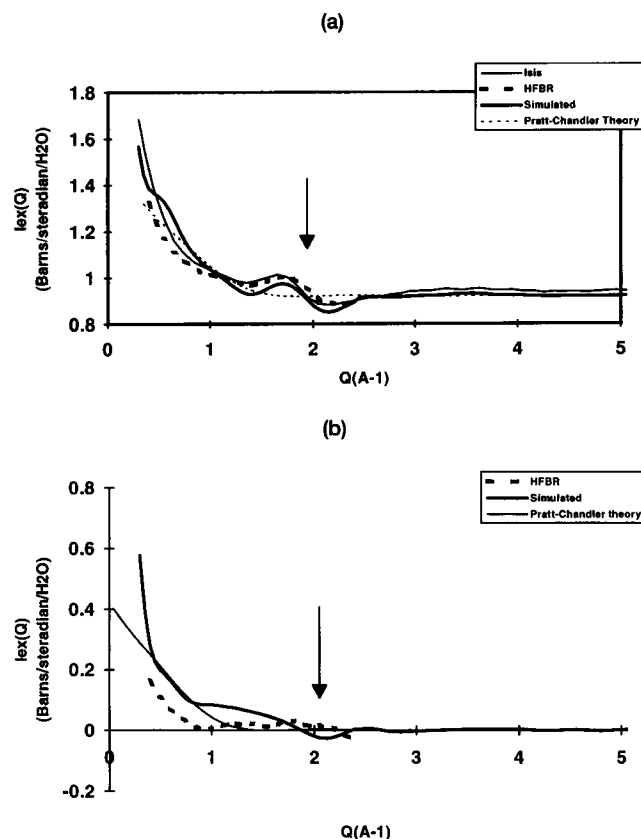 (a)
Isis
HFBR
Simulated
Pratt-Chandler Theory
Iex(Q)
(Barns/steradian/H2O)
1.8
1.6
1.4
1.2
1
0.8
0 1 2 3 4 5
Q(A-1)
(b)
HFBR
Simulated
Pratt-Chandler theory
Iex(Q)
(Barns/steradian/H2O)
0.8
0.6
0.4
0.2
0
-0.2
0 1 2 3 4 5
Q(A-1)